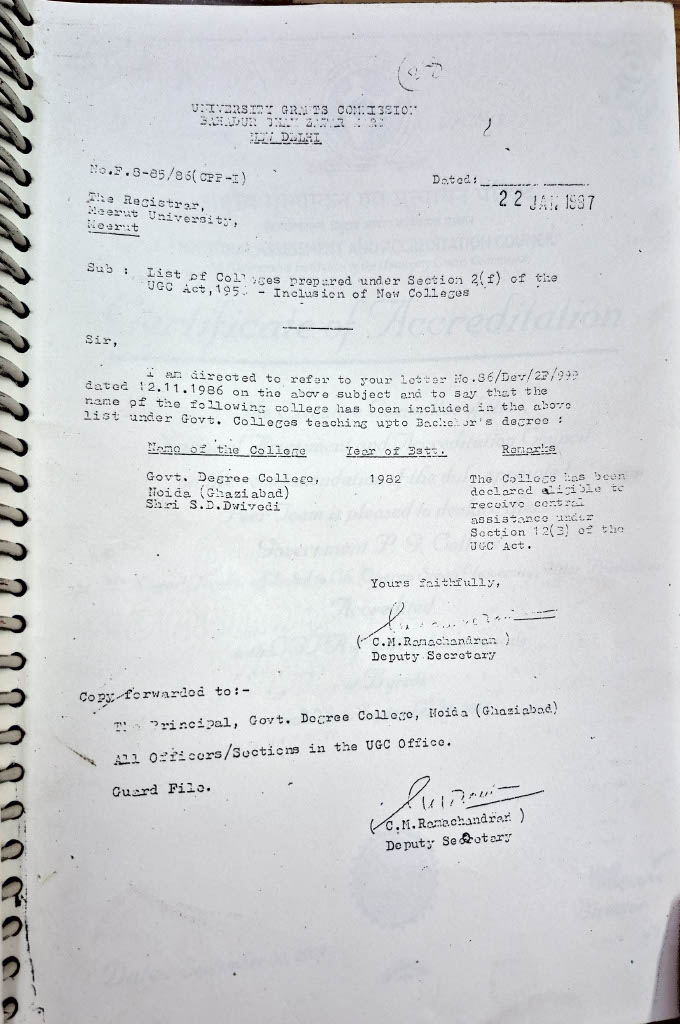 UNIVERSITY GRANTS COMMISSION
BAHADUR SHAH ZAFAR MARG
NEW DELHI
No.F.8-85/86(CPP-I)
Dated:
22 JAN 1987
The Registrar,
Meerut University,
Meerut
Sub : List of Colleges prepared under Section 2(f) of the
UGC Act, - Inclusion of New Colleges
Sir,
I am directed to refer to your letter
dated 12.11.1986 on the above subject and to say that the
name of the following college has been included in the above
list under Govt. Colleges teaching upto Bachelor's degree :
Name of the College Year of Estt. Remarks
Govt. Degree College, 1982 The College has been
Noida (Ghaziabad) declared eligible to
Shri S.D.Dwivedi receive central
assistance under
Section of the
UGC Act.
Yours faithfully,
(C.M.Ramachandran )
Deputy Secretary
Copy forwarded to:-
The Principal, Govt. Degree College, Noida (Ghaziabad)
All Officers/Sections in the UGC Office.
Guard File.
(C.M.Ramachandran )
Deputy Secretary
Certificate of Accreditation